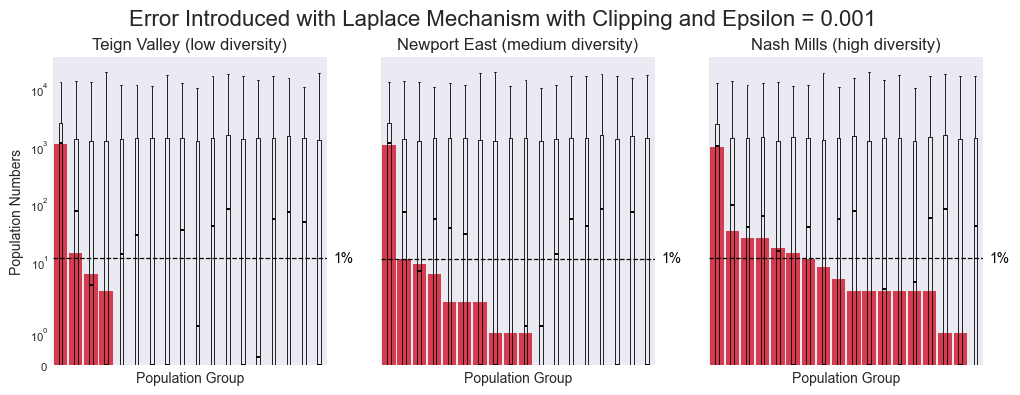 Error Introduced with Laplace Mechanism with Clipping and Epsilon = 0.001
Teign Valley (low diversity)
Newport East (medium diversity)
Nash Mills (high diversity)
Population Numbers
10⁴
10³
10²
10¹
10⁰
0
1%
1%
1%
Population Group
Population Group
Population Group